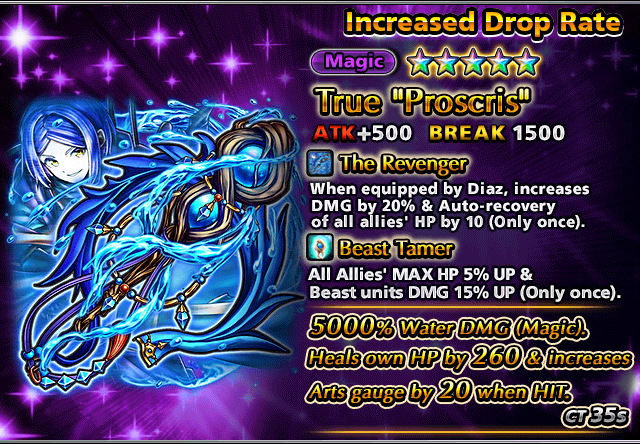 Increased Drop Rate
Magic
True "Proscris"
ATK+500 BREAK 1500
The Revenger
When equipped by Diaz, increases
DMG by 20% & Auto-recovery
of all allies' HP by 10 (Only once).
Beast Tamer
All Allies' MAX HP 5% UP &
Beast units DMG 15% UP (Only once).
5000% Water DMG (Magic).
Heals own HP by 260 & increases
Arts gauge by 20 when HIT.
CT 35s